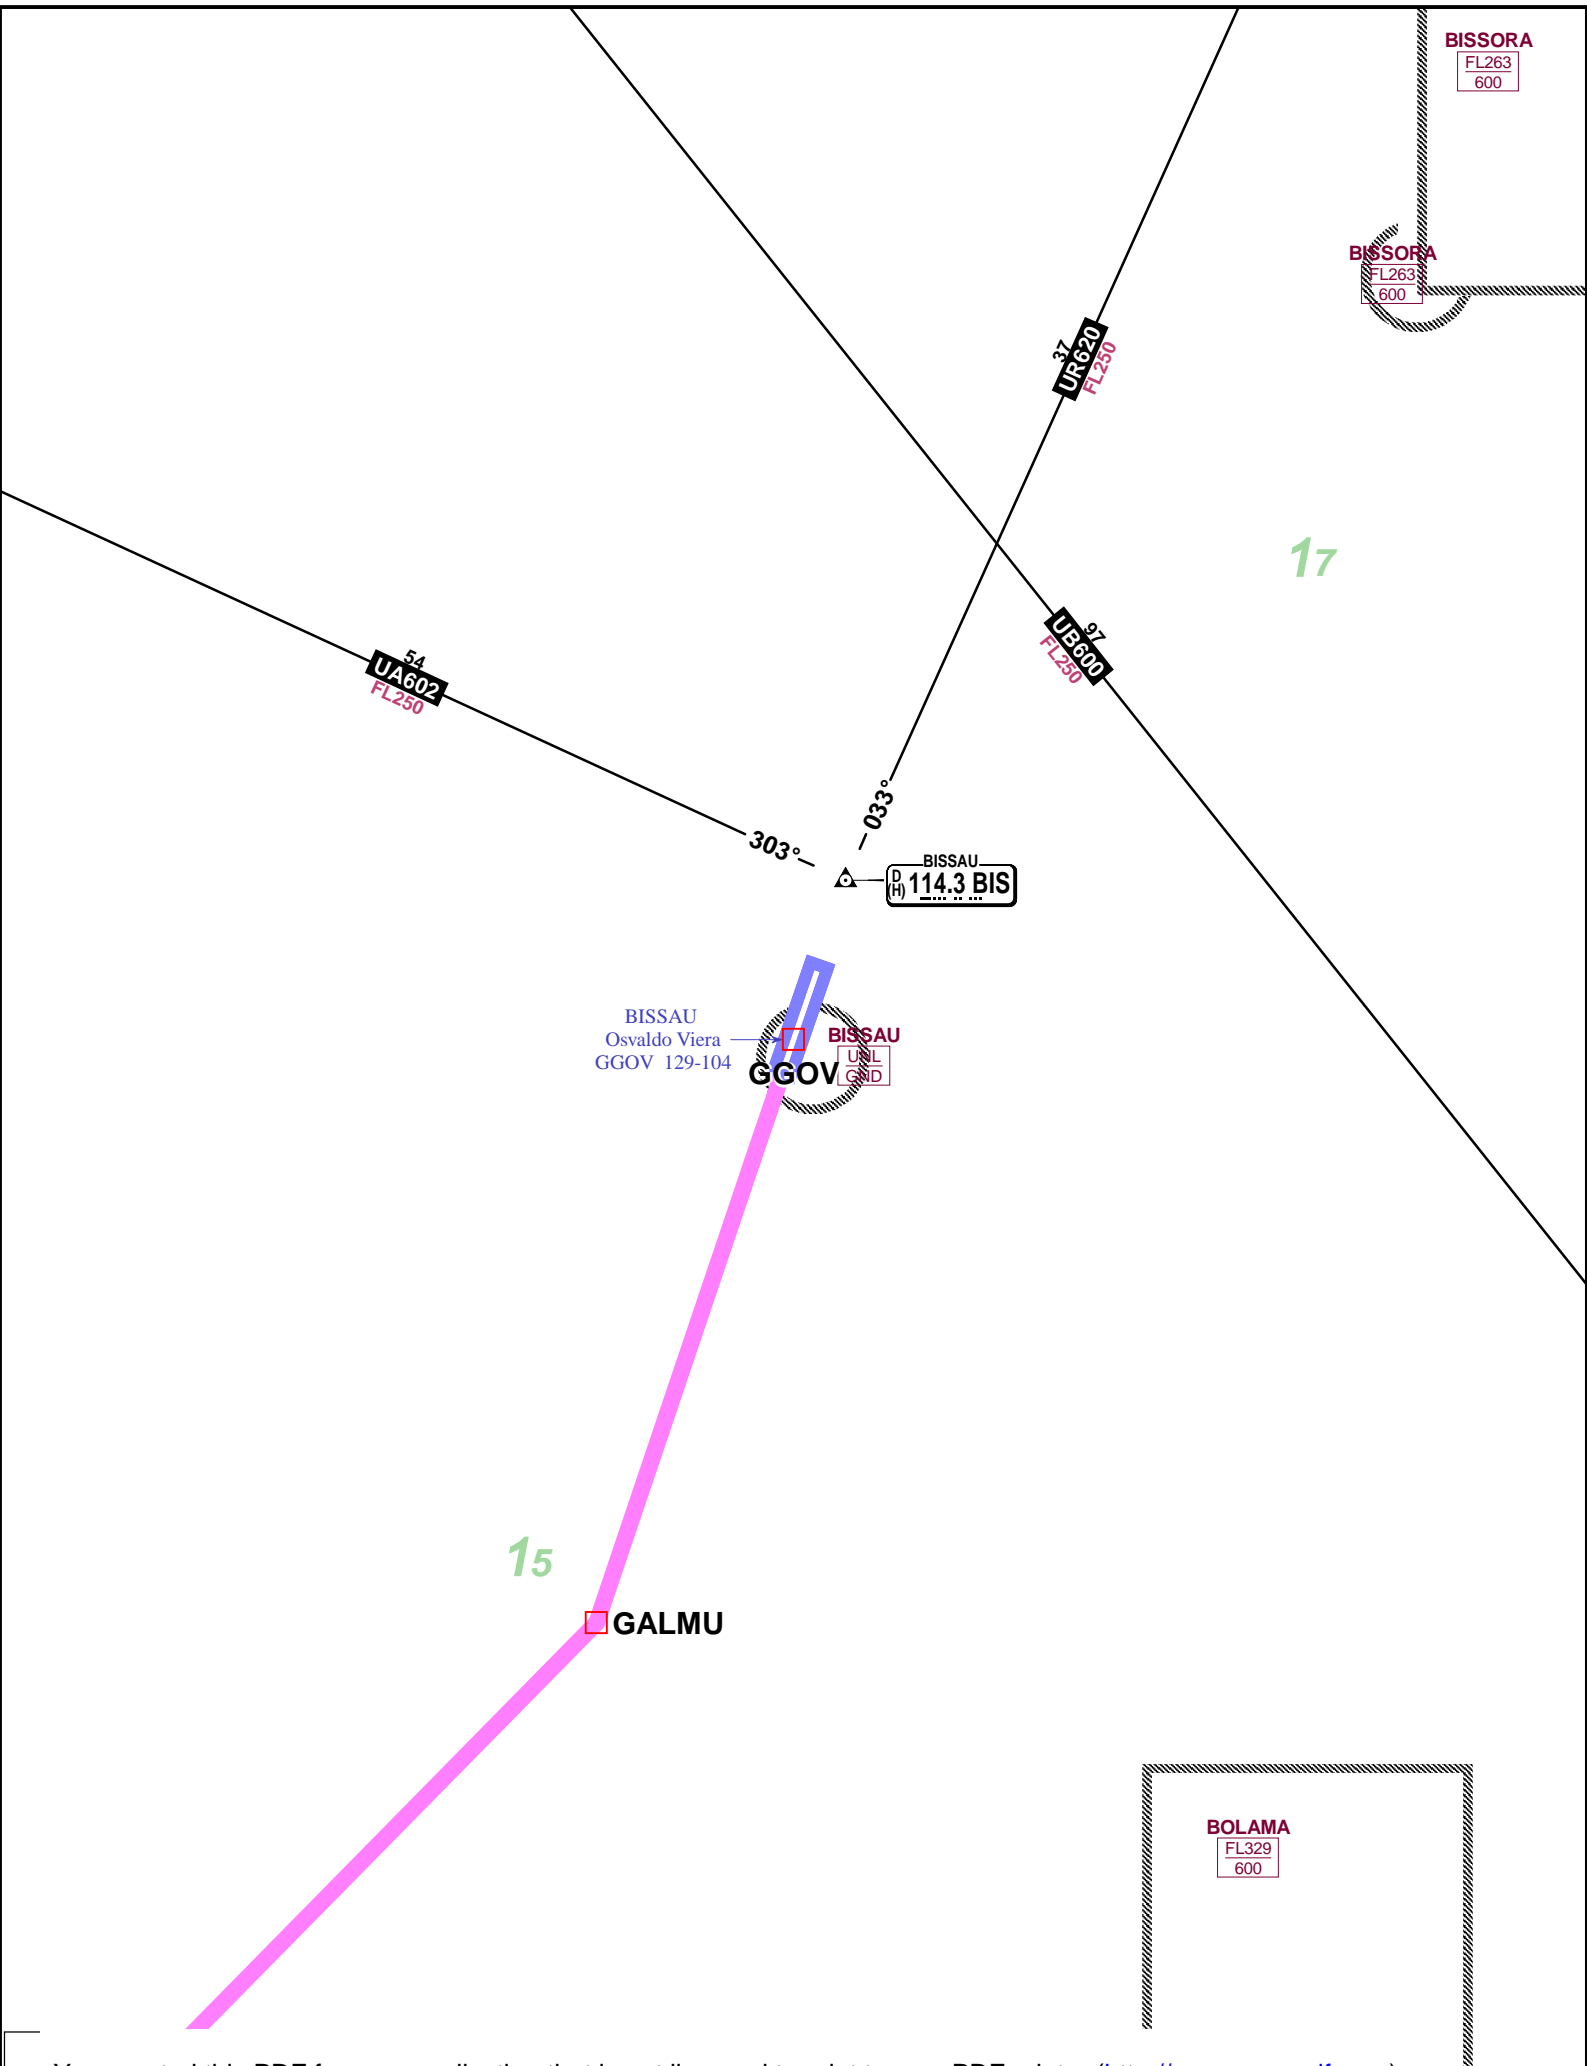 BISSORA
FL263
600
BISSORA
FL263
600
37
UR620
FL250
17
97
UB600
FL250
54
UA602
FL250
033°
303°
BISSAU
D
(H) 114.3 BIS
BISSAU
Osvaldo Viera
GGOV 129-104
BISSAU
UNL
GND
GGOV
15
GALMU
BOLAMA
FL329
600